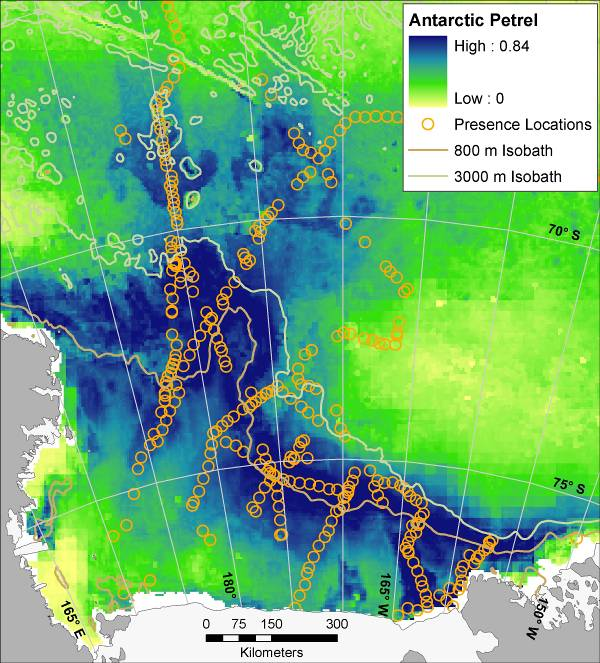 Antarctic Petrel
High : 0.84
Low : 0
Presence Locations
800 m Isobath
3000 m Isobath
70° S
75° S
180°
165° W
150° W
165° E
0 75 150 300
Kilometers